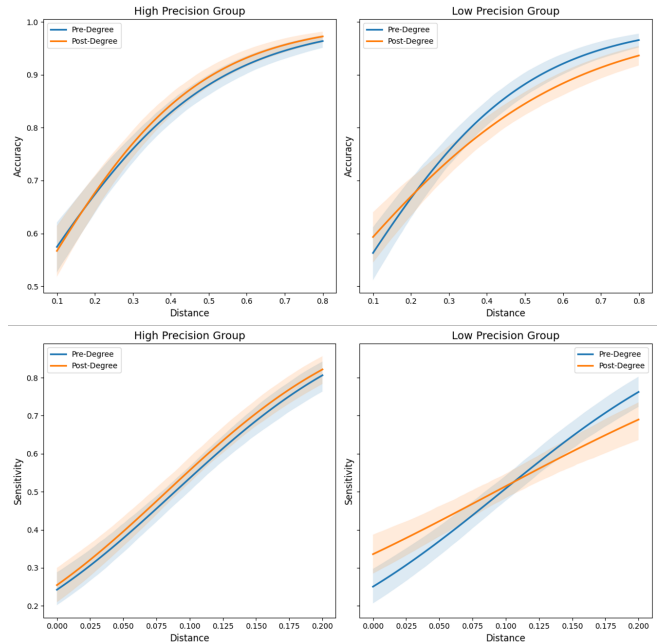 High Precision Group
Low Precision Group
Pre-Degree
Post-Degree
Pre-Degree
Post-Degree
Accuracy
Accuracy
1.0
0.9
0.8
0.7
0.6
0.5
0.1 0.2 0.3 0.4 0.5 0.6 0.7 0.8
0.1 0.2 0.3 0.4 0.5 0.6 0.7 0.8
Distance
Distance
High Precision Group
Low Precision Group
Pre-Degree
Post-Degree
Pre-Degree
Post-Degree
Sensitivity
Sensitivity
0.8
0.7
0.6
0.5
0.4
0.3
0.2
0.000 0.025 0.050 0.075 0.100 0.125 0.150 0.175 0.200
0.000 0.025 0.050 0.075 0.100 0.125 0.150 0.175 0.200
Distance
Distance